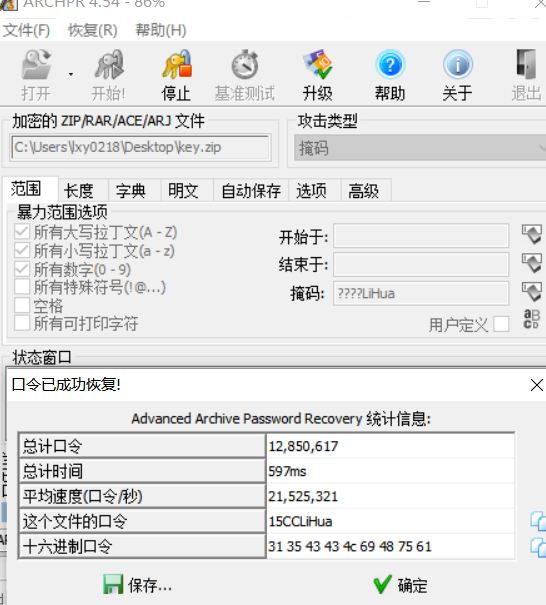 ARCHPR 4.54 - 86%
文件(F) 恢复(R) 帮助(H)
打开 开始! 停止 基准测试 升级 帮助 关于 退出
加密的 ZIP/RAR/ACE/ARJ 文件 攻击类型
C:\Users\lxy0218\Desktop\key.zip 掩码
范围 长度 字典 明文 自动保存 选项 高级
暴力范围选项
所有大写拉丁文(A - Z)
所有小写拉丁文(a - z)
所有数字(0 - 9)
所有特殊符号(!@...)
空格
所有可打印字符
开始于:
结束于:
掩码: ????LiHua
用户定义
状态窗口
口令已成功恢复!
Advanced Archive Password Recovery 统计信息:
总计口令 12,850,617
总计时间 597ms
平均速度(口令/秒) 21,525,321
这个文件的口令 15CCLiHua
十六进制口令 31 35 43 43 4c 69 48 75 61
保存... 确定